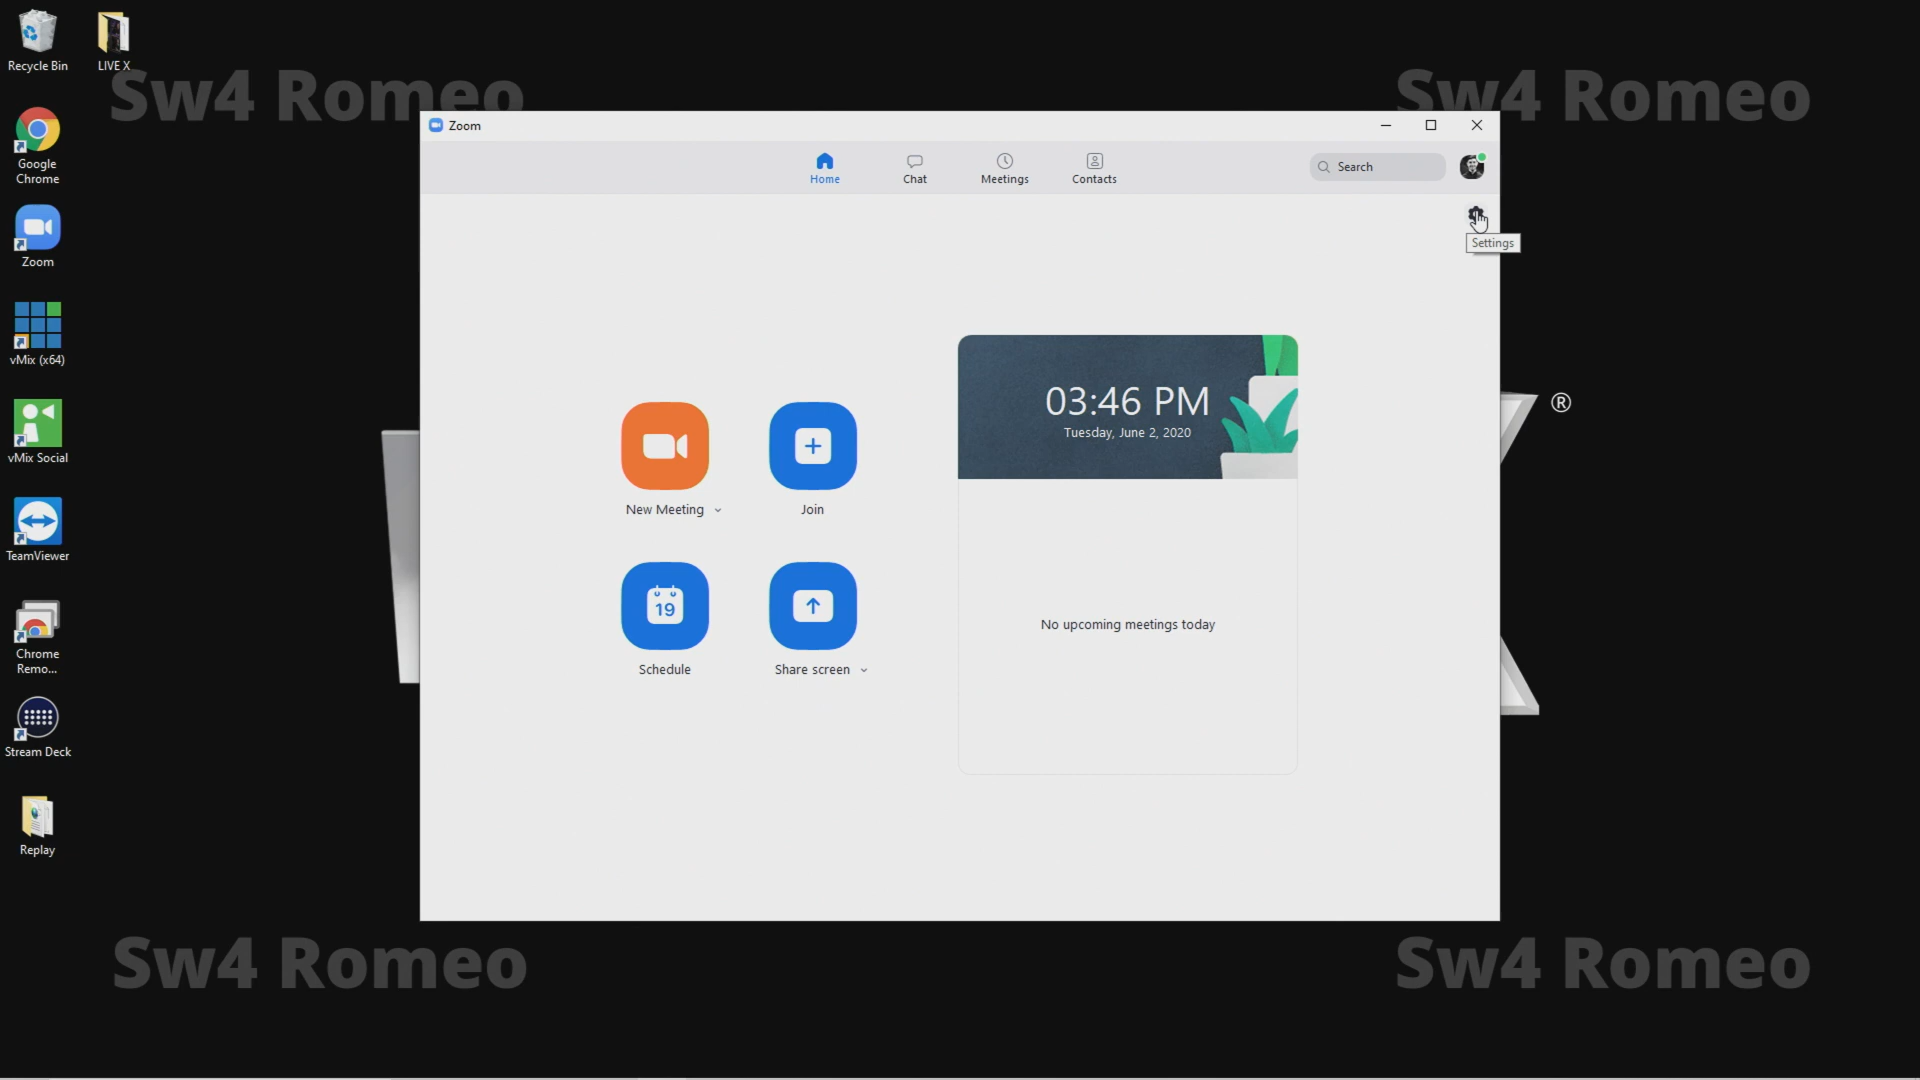 Recycle Bin
LIVE X
Sw4 Romeo
Sw4 Romeo
Google
Chrome
Zoom
vMix (x64)
vMix Social
TeamViewer
Chrome
Remo...
Stream Deck
Replay
Zoom
Home
Chat
Meetings
Contacts
Search
Settings
New Meeting
Join
19
Schedule
Share screen
03:46 PM
Tuesday, June 2, 2020
No upcoming meetings today
®
Sw4 Romeo
Sw4 Romeo